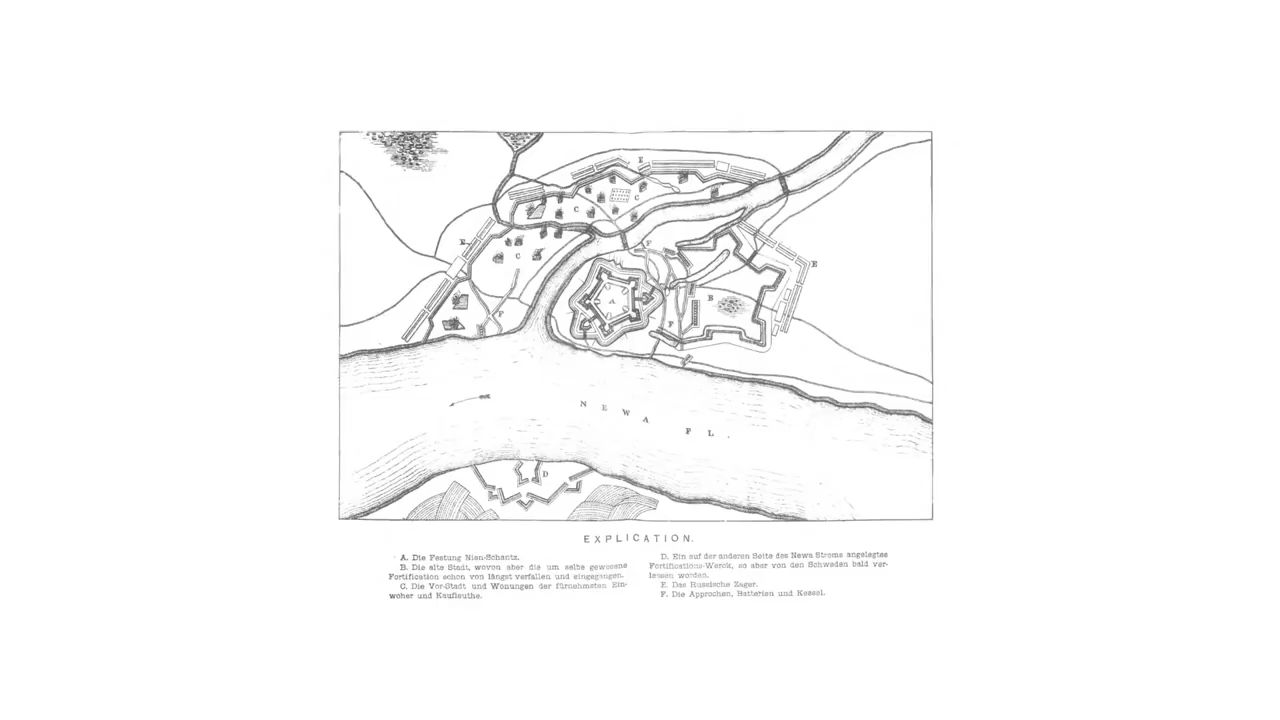 E
C
C
E
F
C
E
A
B
F
F
N E W A
F L .
D
EXPLICATION.
A. Die Festung Nien-Schantz.
B. Die alte Stadt, wovon aber die um selbe gewesene
Fortification schon von längst verfallen und eingegangen.
C. Die Vor-Stadt und Wonungen der fürnehmsten Ein-
woher und Kaufleuthe.
D. Ein auf der anderen Seite des Newa Stroms angelegtes
Fortifications-Werck, so aber von den Schweden bald ver-
lassen worden.
E. Das Russische Lager.
F. Die Approchen, Batterien und Kessel.